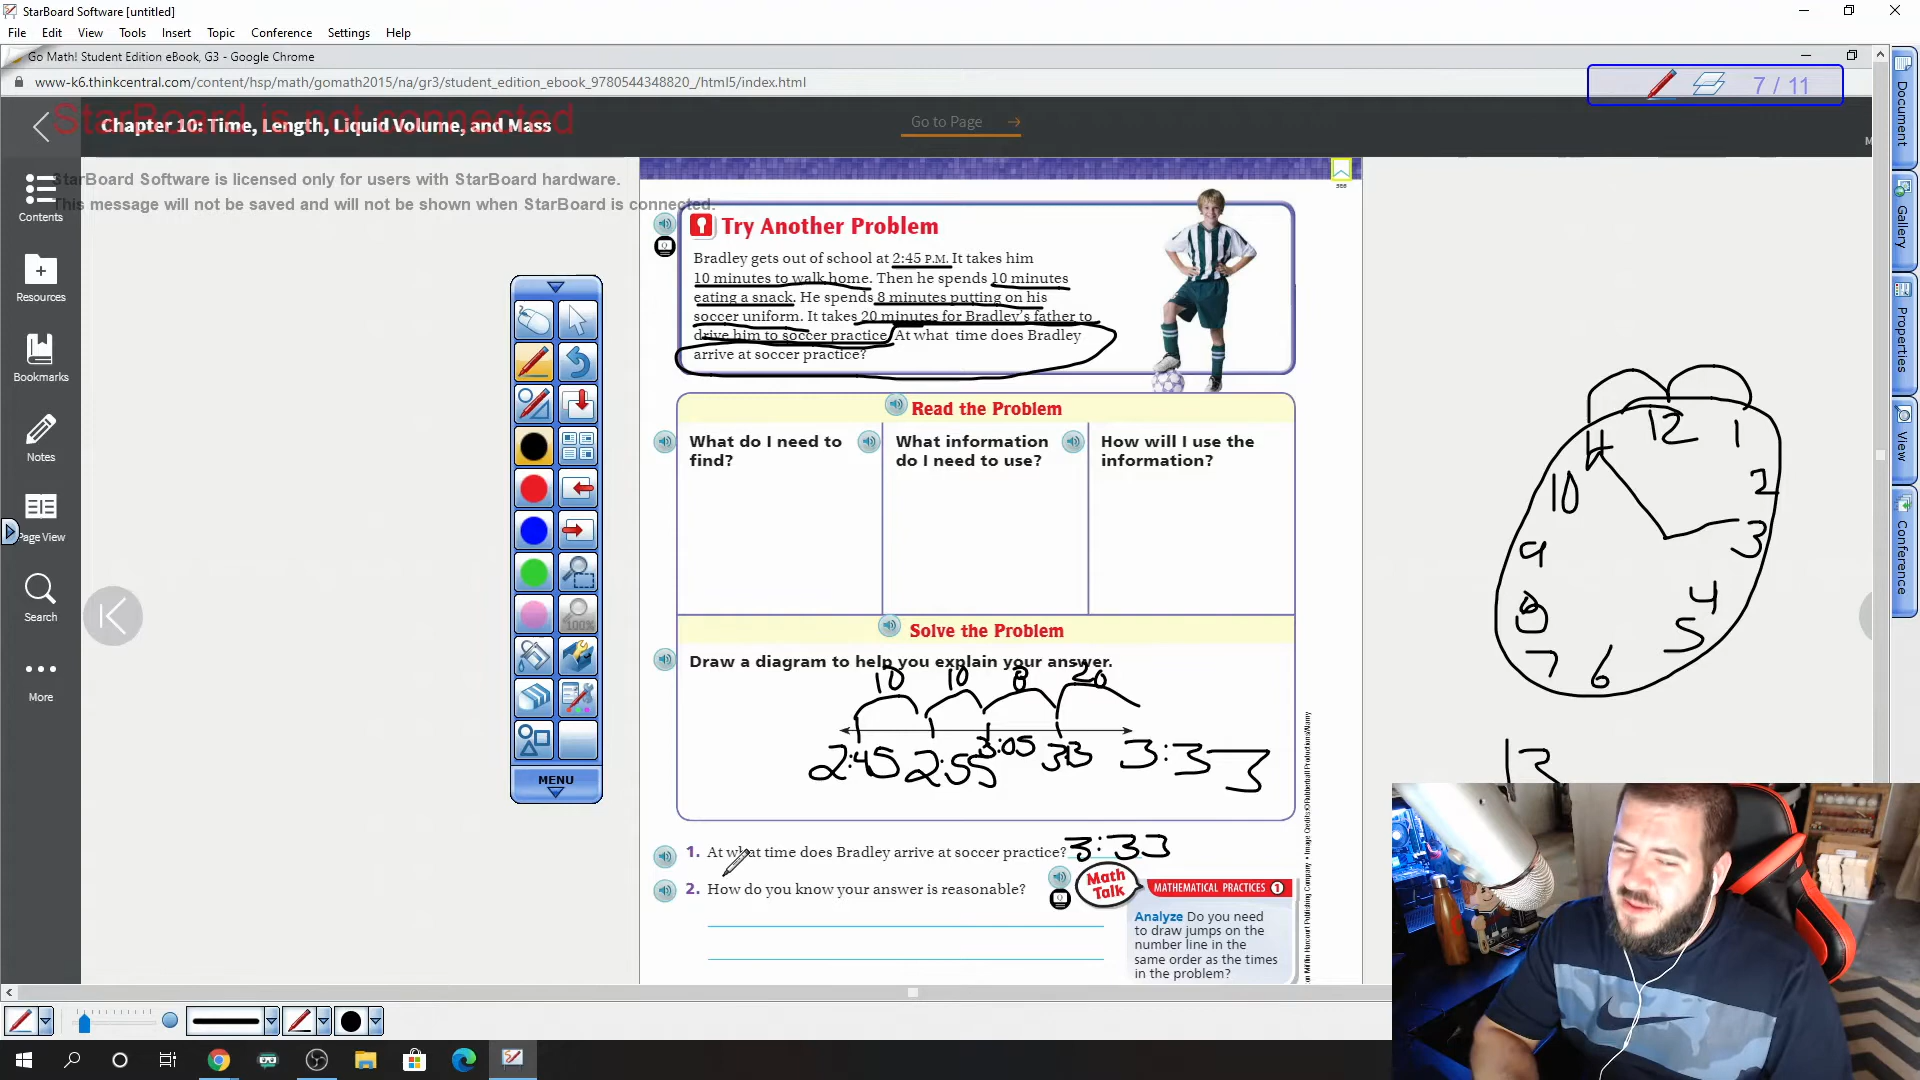 StarBoard Software [untitled]
File Edit View Tools Insert Topic Conference Settings Help
Go Math! Student Edition eBook, G3 - Google Chrome
www-k6.thinkcentral.com/content/hsp/math/gomath2015/na/gr3/student_edition_ebook_9780544348820_/html5/index.html
7 / 11
StarBoard is not connected
Chapter 10: Time, Length, Liquid Volume, and Mass
Go to Page
StarBoard Software is licensed only for users with StarBoard hardware.
This message will not be saved and will not be shown when StarBoard is connected.
Contents
Resources
Bookmarks
Notes
Page View
Search
More
MENU
100%
Document
Gallery
Properties
View
Conference
Try Another Problem
Bradley gets out of school at 2:45 P.M. It takes him
10 minutes to walk home. Then he spends 10 minutes
eating a snack. He spends 8 minutes putting on his
soccer uniform. It takes 20 minutes for Bradley's father to
drive him to soccer practice. At what time does Bradley
arrive at soccer practice?
Read the Problem
What do I need to
find?
What information
do I need to use?
How will I use the
information?
Solve the Problem
Draw a diagram to help you explain your answer.
10 10 8 20
2:45 2:55 3:05 3:13 3:33
1. At what time does Bradley arrive at soccer practice? 3:33
2. How do you know your answer is reasonable?
Math
Talk
MATHEMATICAL PRACTICES 1
Analyze Do you need
to draw jumps on the
number line in the
same order as the times
in the problem?
12
1
2
3
4
5
6
7
8
9
10
13